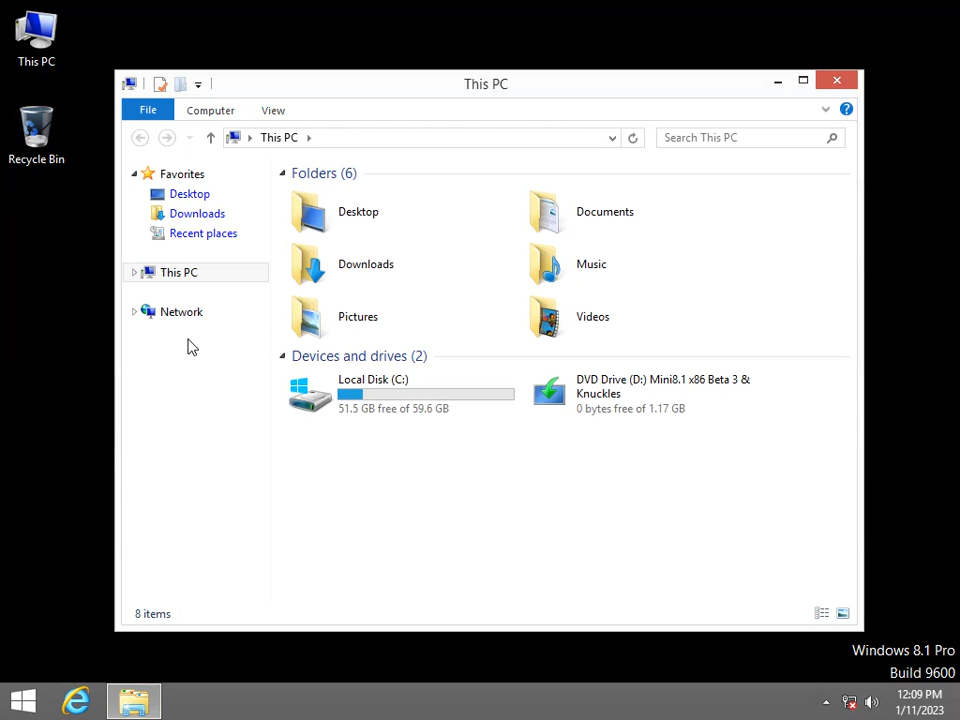 This PC
Recycle Bin
This PC
File
Computer
View
This PC
Search This PC
Favorites
Desktop
Downloads
Recent places
This PC
Network
Folders (6)
Desktop
Documents
Downloads
Music
Pictures
Videos
Devices and drives (2)
Local Disk (C:)
51.5 GB free of 59.6 GB
DVD Drive (D:) Mini8.1 x86 Beta 3 &
Knuckles
0 bytes free of 1.17 GB
8 items
Windows 8.1 Pro
Build 9600
12:09 PM
1/11/2023